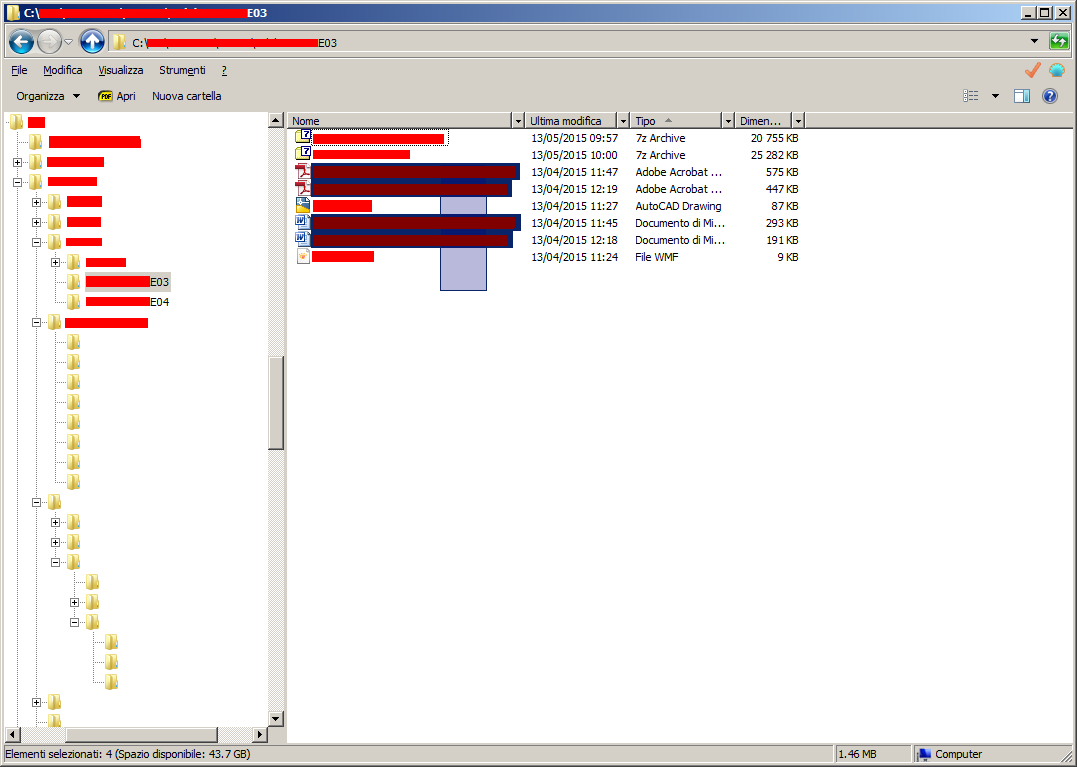 C:\ E03
C:\ E03
File Modifica Visualizza Strumenti ?
Organizza PDF Apri Nuova cartella
Nome Ultima modifica Tipo Dimen...
13/05/2015 09:57 7z Archive 20 755 KB
13/05/2015 10:00 7z Archive 25 282 KB
13/04/2015 11:47 Adobe Acrobat ... 575 KB
13/04/2015 12:19 Adobe Acrobat ... 447 KB
13/04/2015 11:27 AutoCAD Drawing 87 KB
13/04/2015 11:45 Documento di Mi... 293 KB
13/04/2015 12:18 Documento di Mi... 191 KB
13/04/2015 11:24 File WMF 9 KB
E03
E04
Elementi selezionati: 4 (Spazio disponibile: 43.7 GB) 1.46 MB Computer